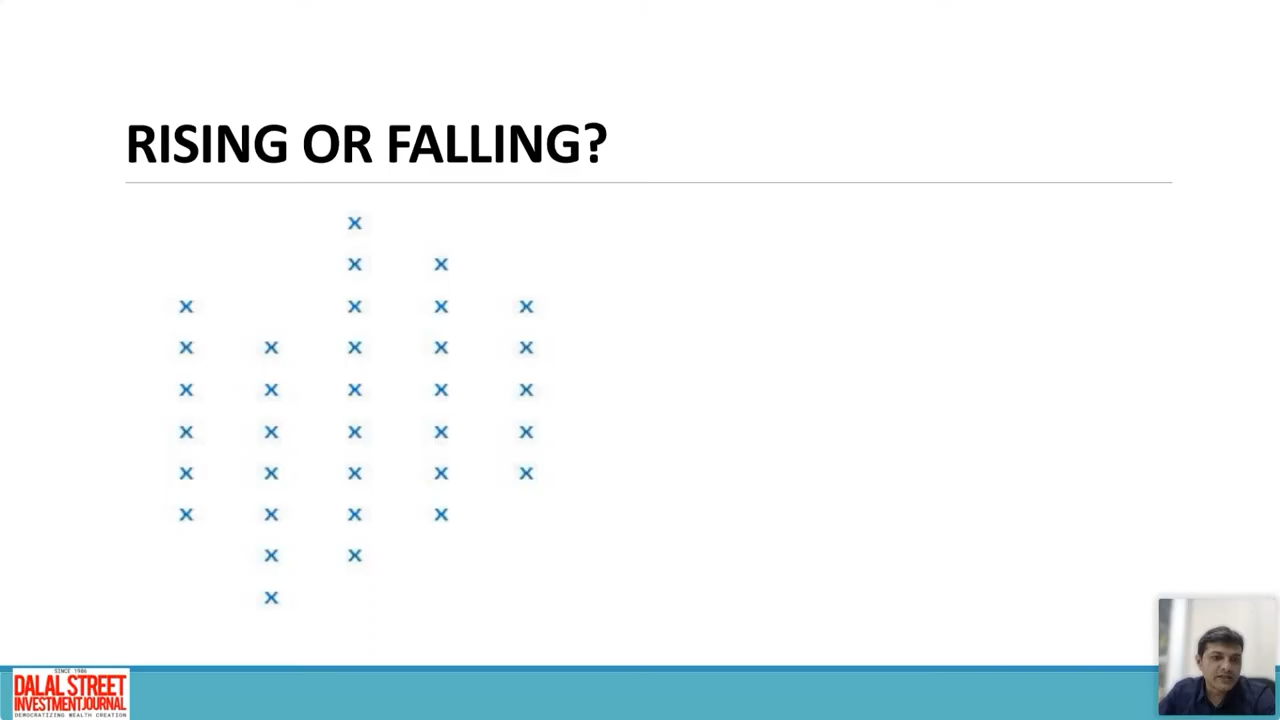 RISING OR FALLING?
X
X X
X X X X
X X X X X
X X X X X
X X X X X
X X X X X
X X X X
X X
X
SINCE 1986
DALAL STREET
INVESTMENT JOURNAL
DEMOCRATIZING WEALTH CREATION